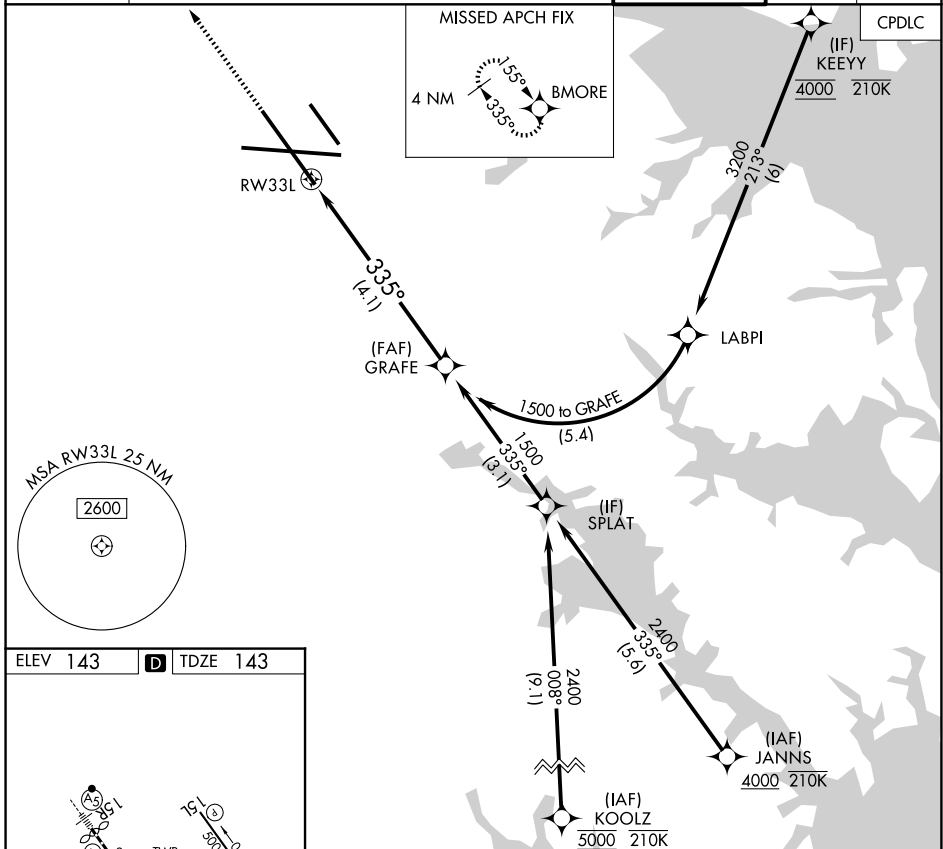 MISSED APCH FIX
155°
4 NM
335°
BMORE
(IF)
KEEYY
4000 210K
CPDLC
3200
213°
(6)
RW33L
335°
(4.1)
LABPI
(FAF)
GRAFE
1500 to GRAFE
(5.4)
1500
335°
(3.1)
MSA RW33L 25 NM
2600
(IF)
SPLAT
2400
335°
(5.6)
2400
008°
(9.1)
(IAF)
JANNS
4000 210K
(IAF)
KOOLZ
5000 210K
ELEV 143 D TDZE 143
A5
15R
15L
P